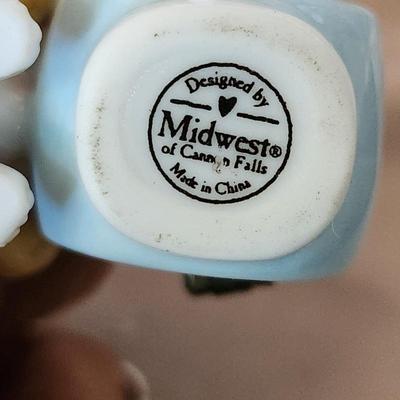 Designed by
Midwest®
of Cannon Falls
Made in China